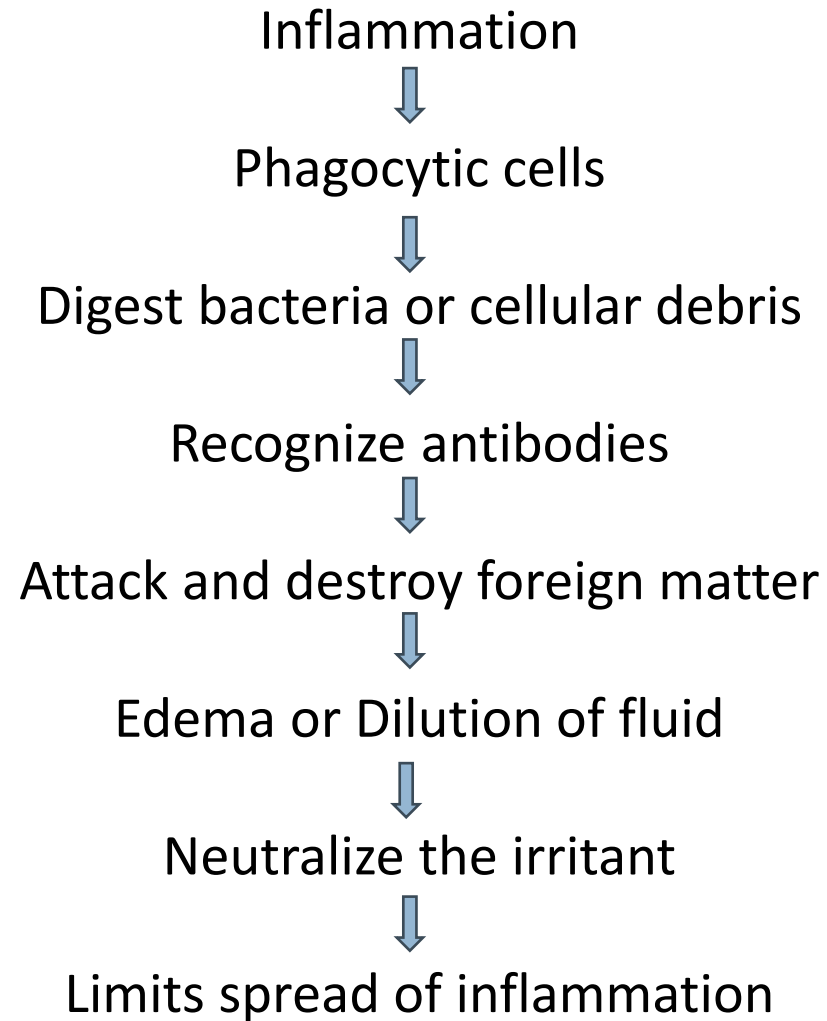 Inflammation
Phagocytic cells
Digest bacteria or cellular debris
Recognize antibodies
Attack and destroy foreign matter
Edema or Dilution of fluid
Neutralize the irritant
Limits spread of inflammation